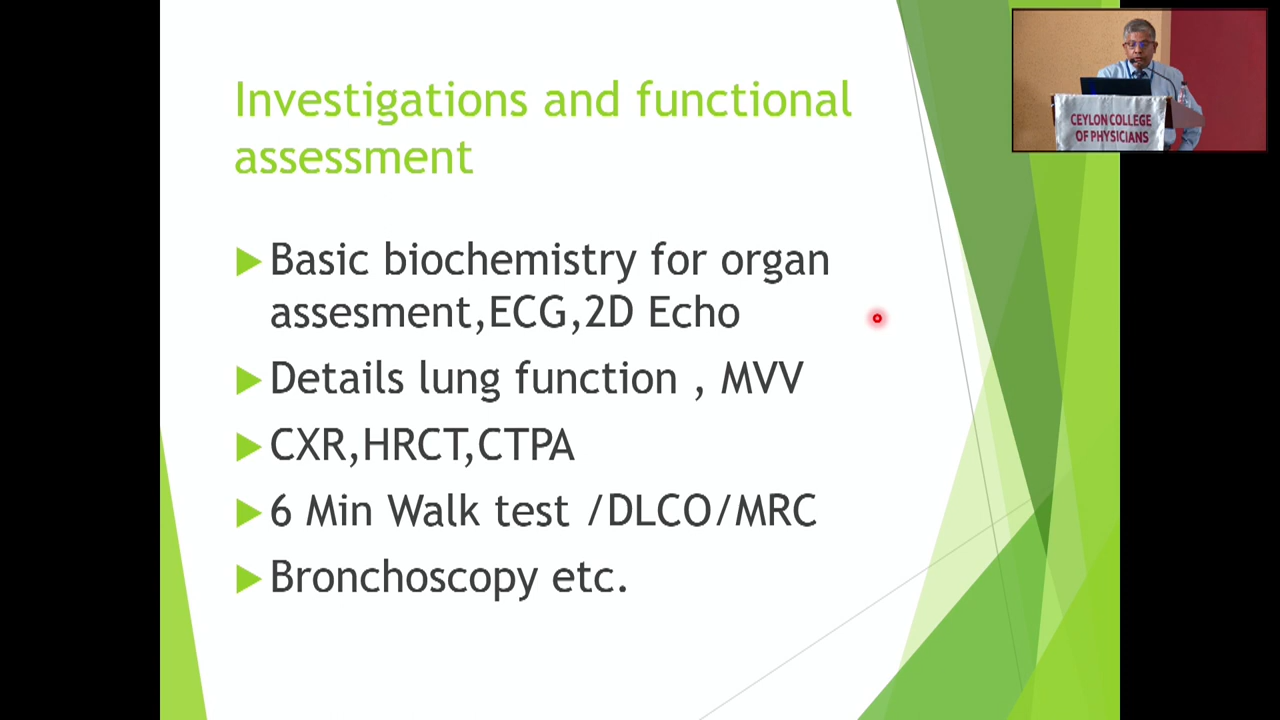 Investigations and functional
assessment
Basic biochemistry for organ
assesment,ECG,2D Echo
Details lung function , MVV
CXR,HRCT,CTPA
6 Min Walk test /DLCO/MRC
Bronchoscopy etc.
CEYLON COLLEGE
OF PHYSICIANS